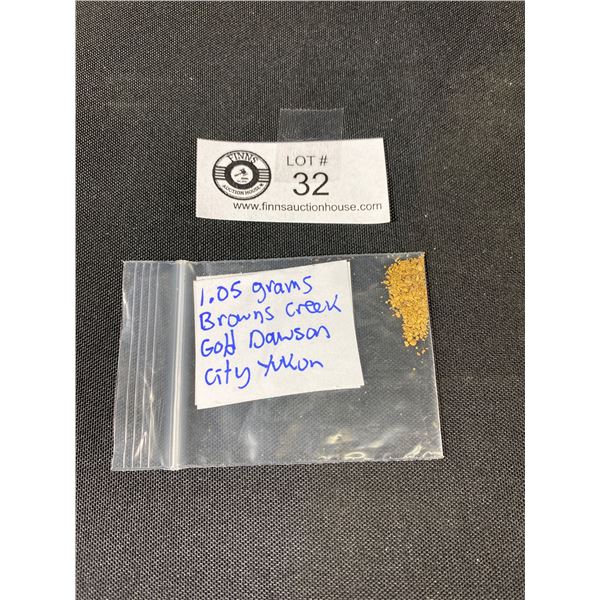 FINNS
AUCTION HOUSE
LOT #
32
www.finnsauctionhouse.com
1.05 grams
Browns Creek
Gold Dawson
City Yukon